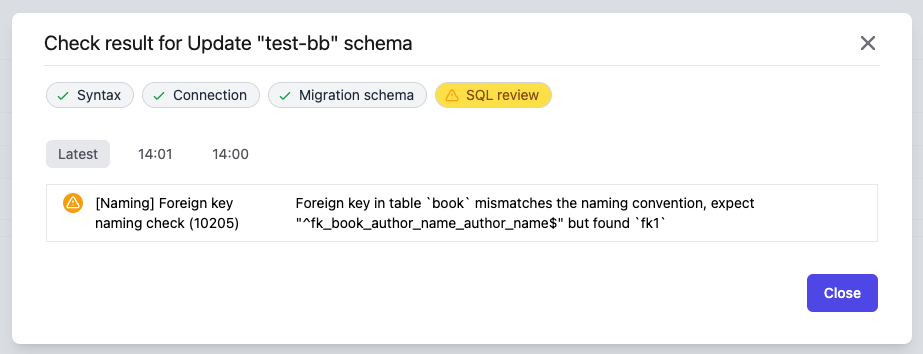 Check result for Update "test-bb" schema
Syntax
Connection
Migration schema
SQL review
Latest
14:01
14:00
[Naming] Foreign key
naming check (10205)
Foreign key in table `book` mismatches the naming convention, expect
"^fk_book_author_name_author_name$" but found `fk1`
Close